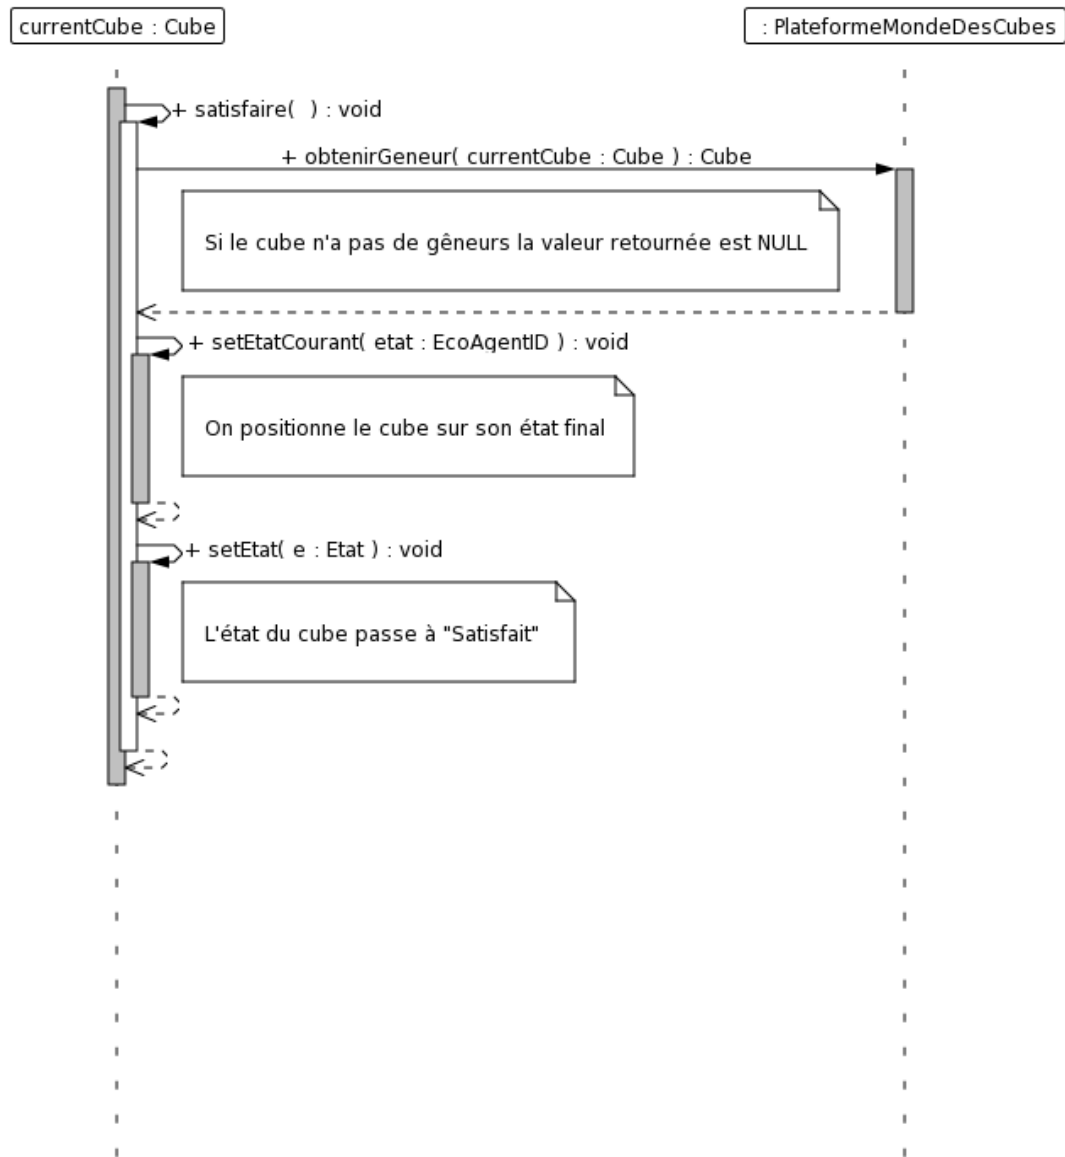 currentCube : Cube
: PlateformeMondeDesCubes
+ satisfaire(  ) : void
+ obtenirGeneur( currentCube : Cube ) : Cube
Si le cube n'a pas de gêneurs la valeur retournée est NULL
+ setEtatCourant( etat : EcoAgentID ) : void
On positionne le cube sur son état final
+ setEtat( e : Etat ) : void
L'état du cube passe à "Satisfait"